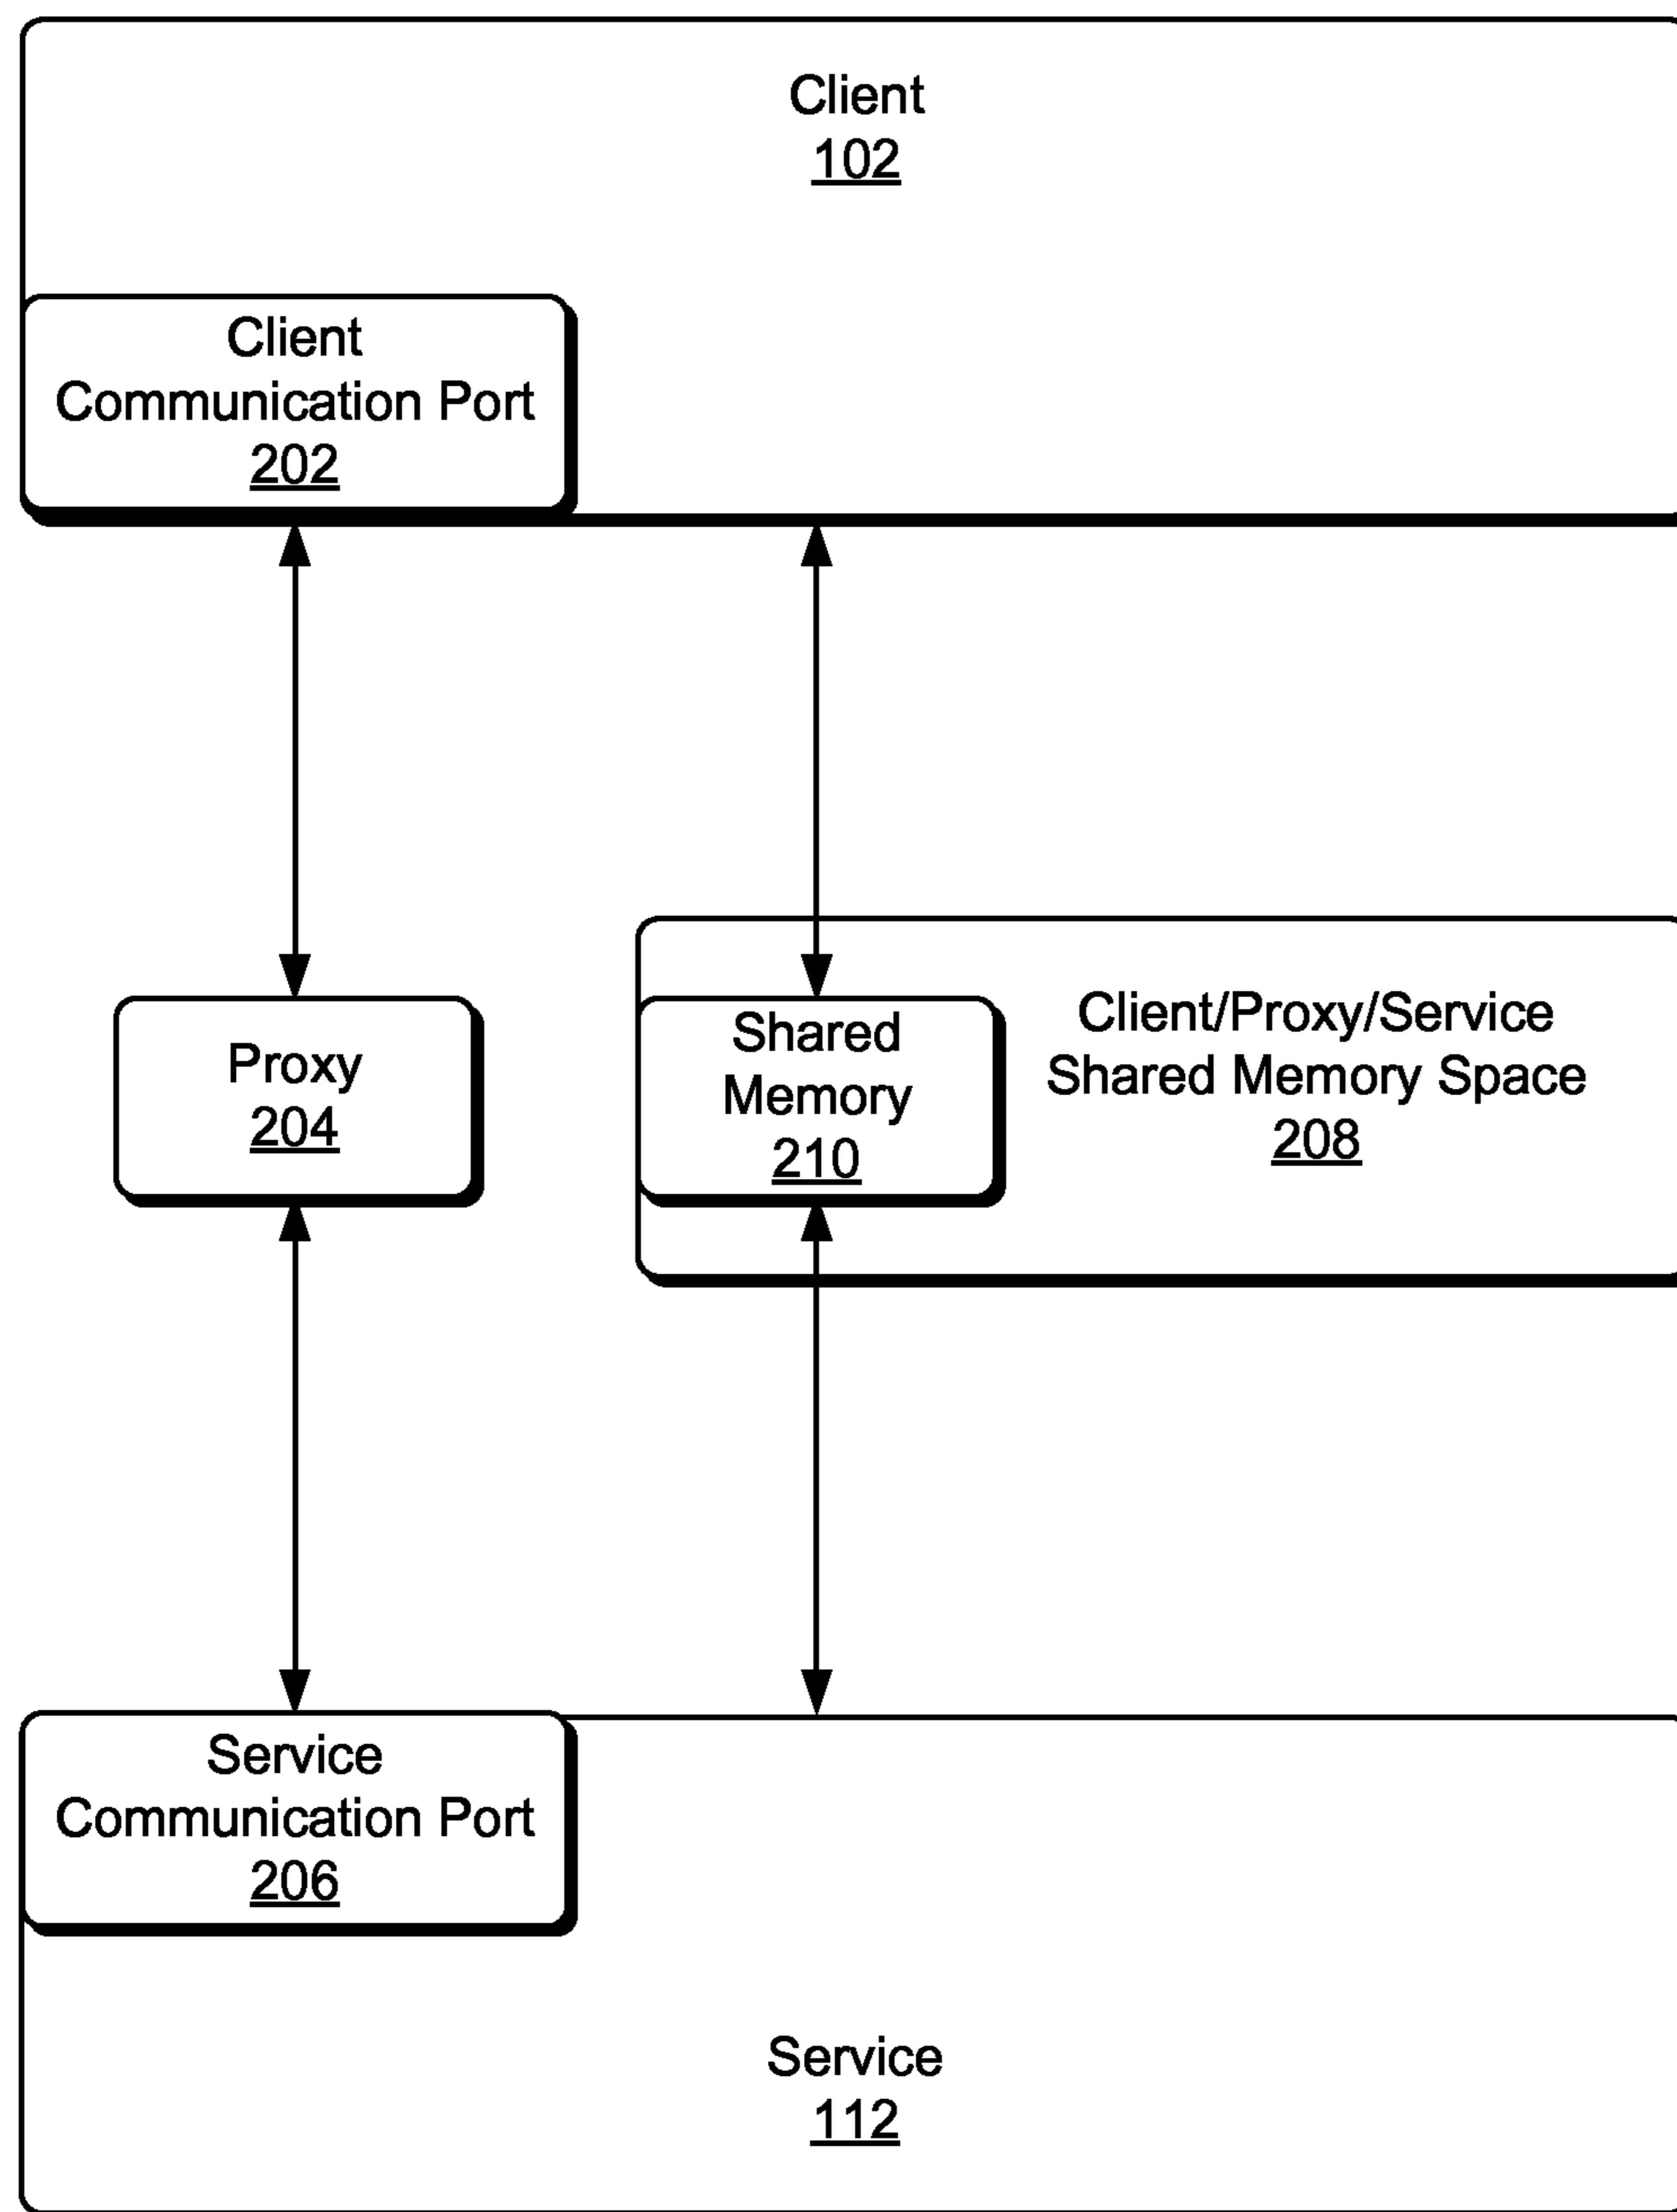 Client
102
Client
Communication Port
202
Proxy
204
Shared
Memory
210
Client/Proxy/Service
Shared Memory Space
208
Service
Communication Port
206
Service
112